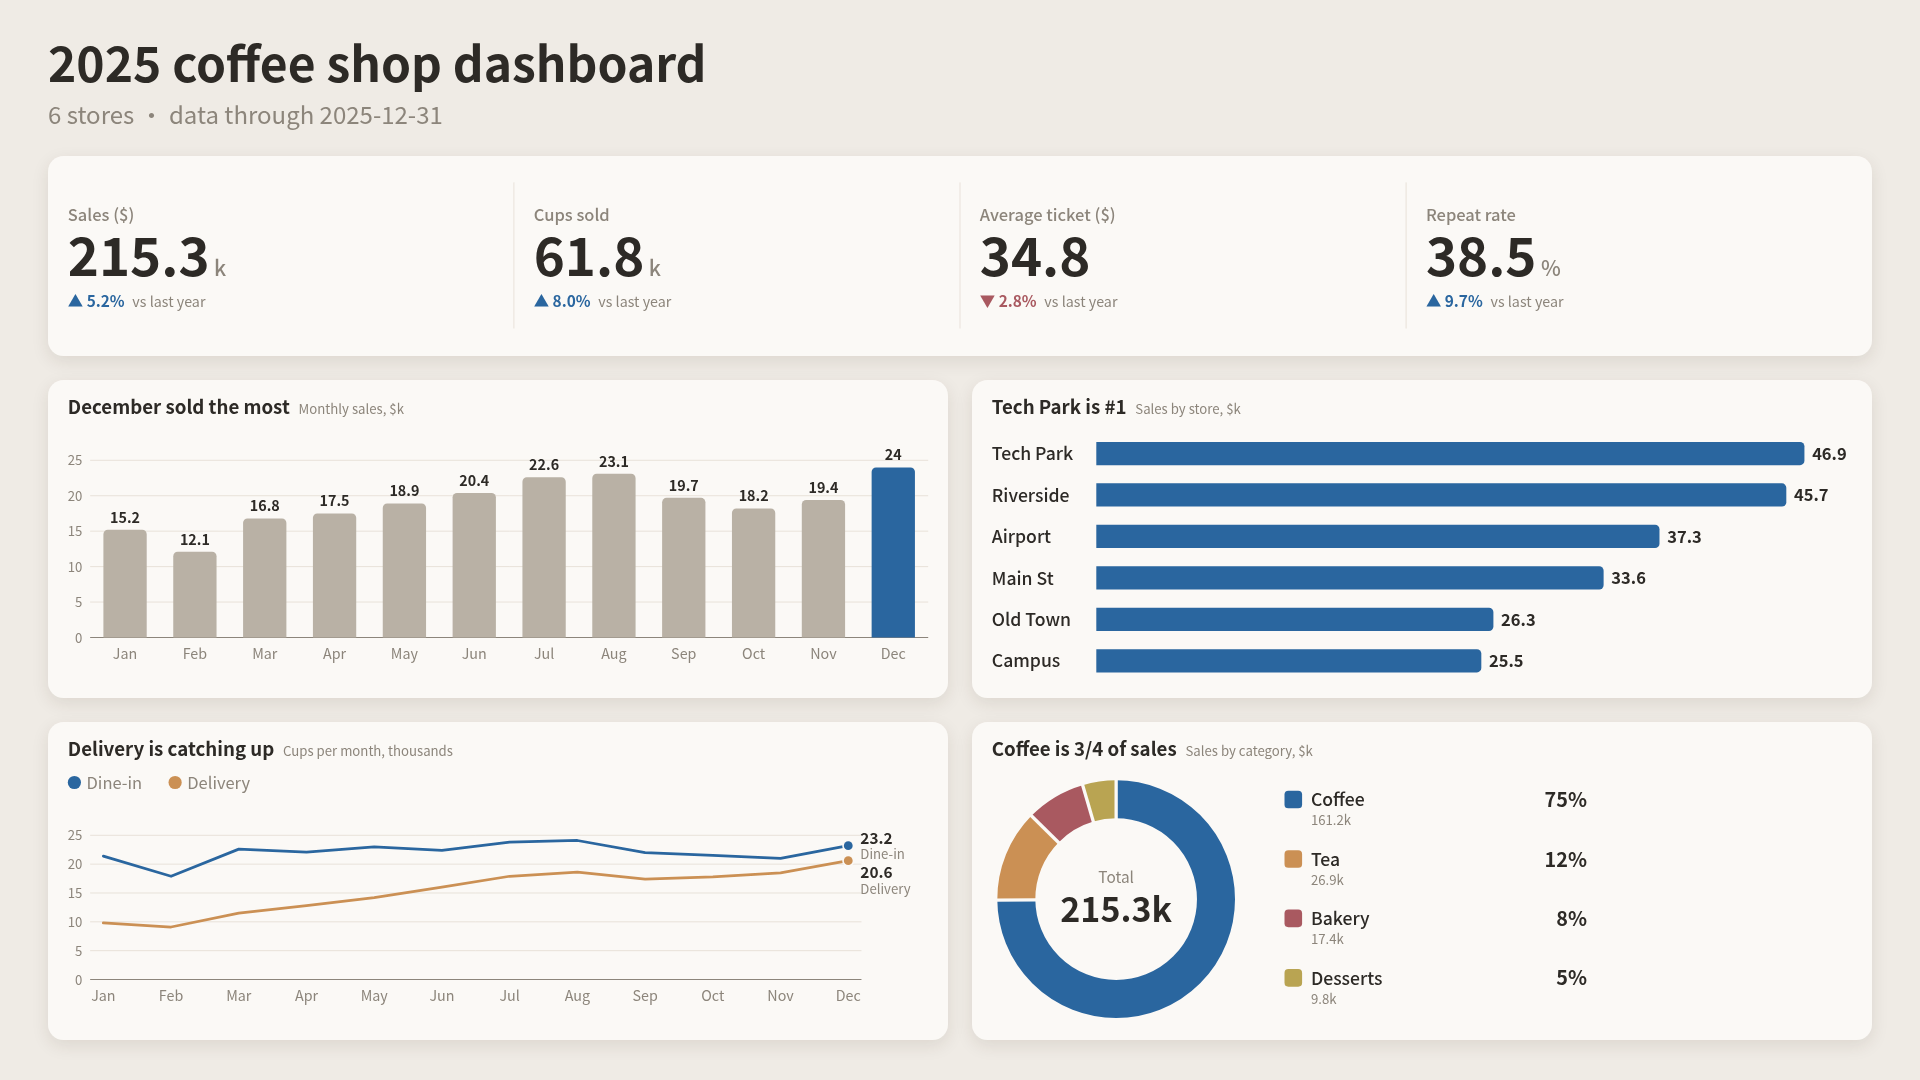 2025 coffee shop dashboard
6 stores • data through 2025-12-31
Sales ($)
215.3 k
▲ 5.2% vs last year
Cups sold
61.8 k
▲ 8.0% vs last year
Average ticket ($)
34.8
▼ 2.8% vs last year
Repeat rate
38.5 %
▲ 9.7% vs last year
December sold the most Monthly sales, $k
25
20
15
10
5
0
15.2
12.1
16.8
17.5
18.9
20.4
22.6
23.1
19.7
18.2
19.4
24
Jan Feb Mar Apr May Jun Jul Aug Sep Oct Nov Dec
Tech Park is #1 Sales by store, $k
Tech Park 46.9
Riverside 45.7
Airport 37.3
Main St 33.6
Old Town 26.3
Campus 25.5
Delivery is catching up Cups per month, thousands
Dine-in Delivery
25
20
15
10
5
0
23.2
Dine-in
20.6
Delivery
Jan Feb Mar Apr May Jun Jul Aug Sep Oct Nov Dec
Coffee is 3/4 of sales Sales by category, $k
Total
215.3k
Coffee 75%
161.2k
Tea 12%
26.9k
Bakery 8%
17.4k
Desserts 5%
9.8k